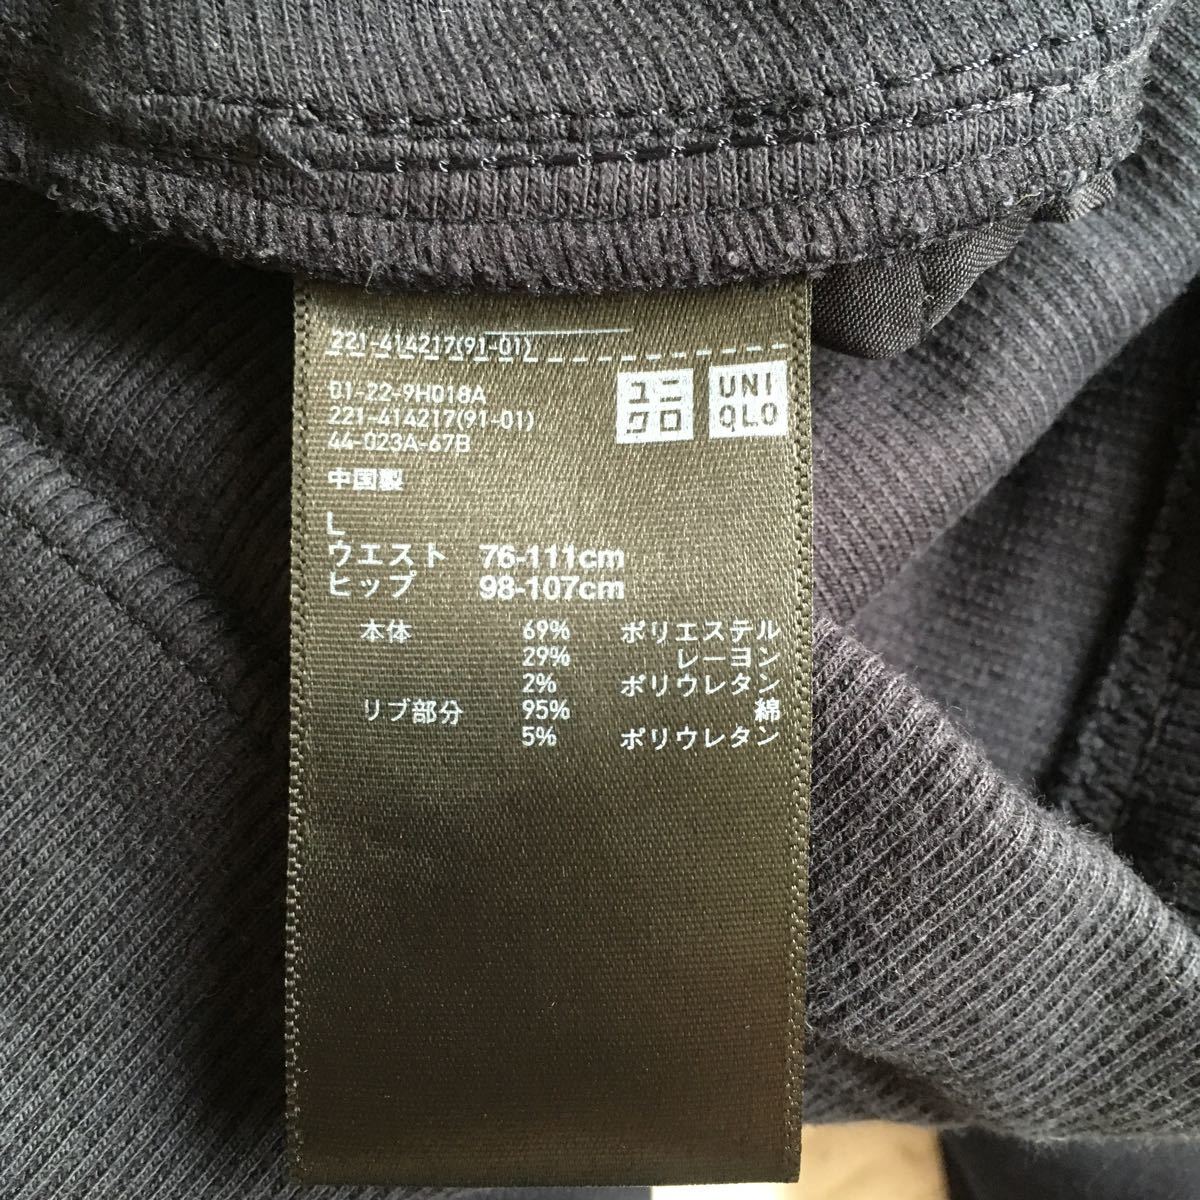 221-414217(91-01)
01-22-9H018A
221-414217(91-01)
44-023A-67B
ユニ
クロ
UNI
QLO
中国製
L
ウエスト 76-111cm
ヒップ 98-107cm
本体 69% ポリエステル
29% レーヨン
2% ポリウレタン
リブ部分 95% 綿
5% ポリウレタン